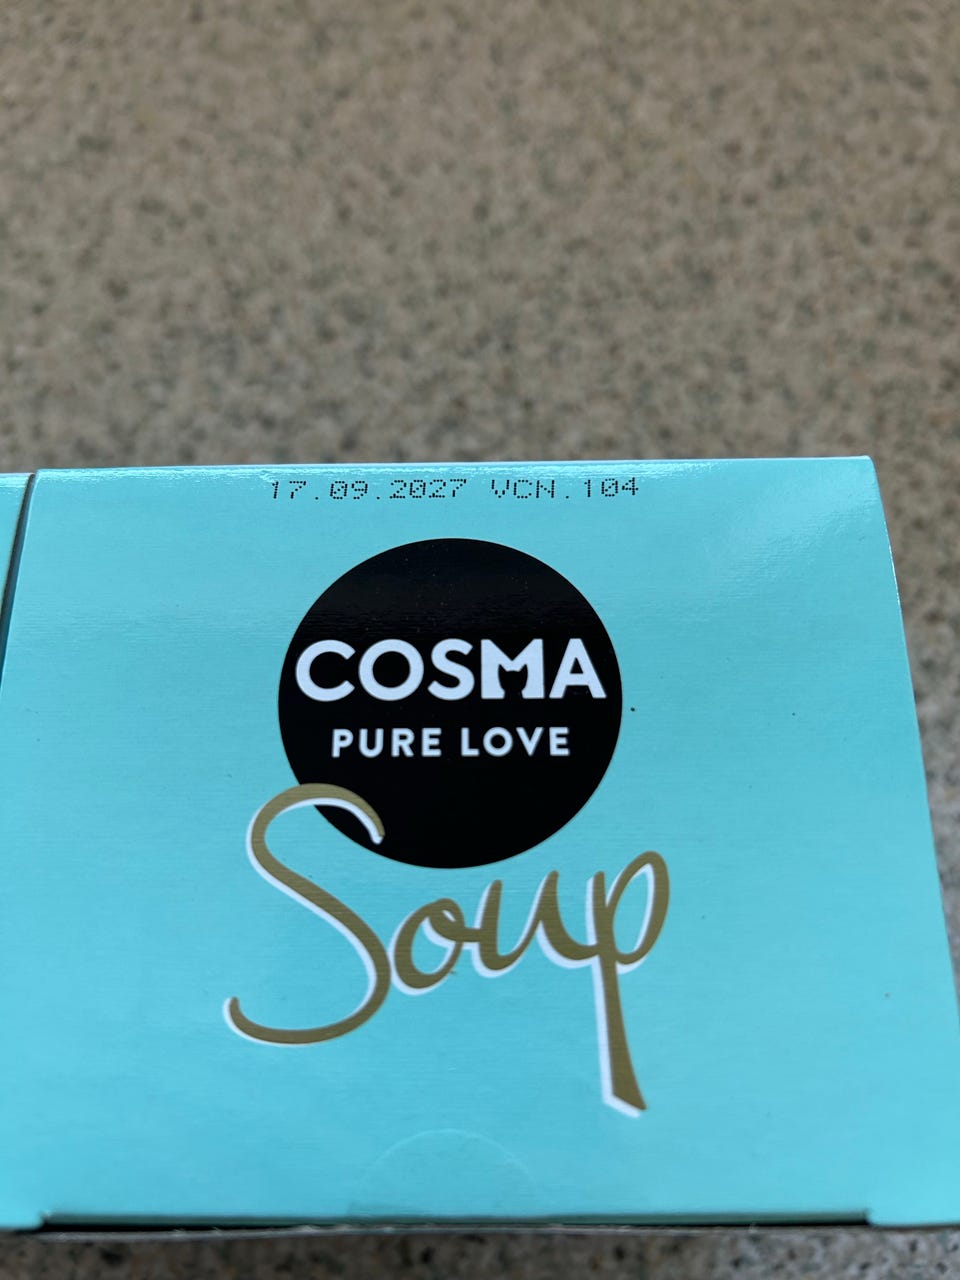 17.09.2027 VCN.104
COSMA
PURE LOVE
Soup